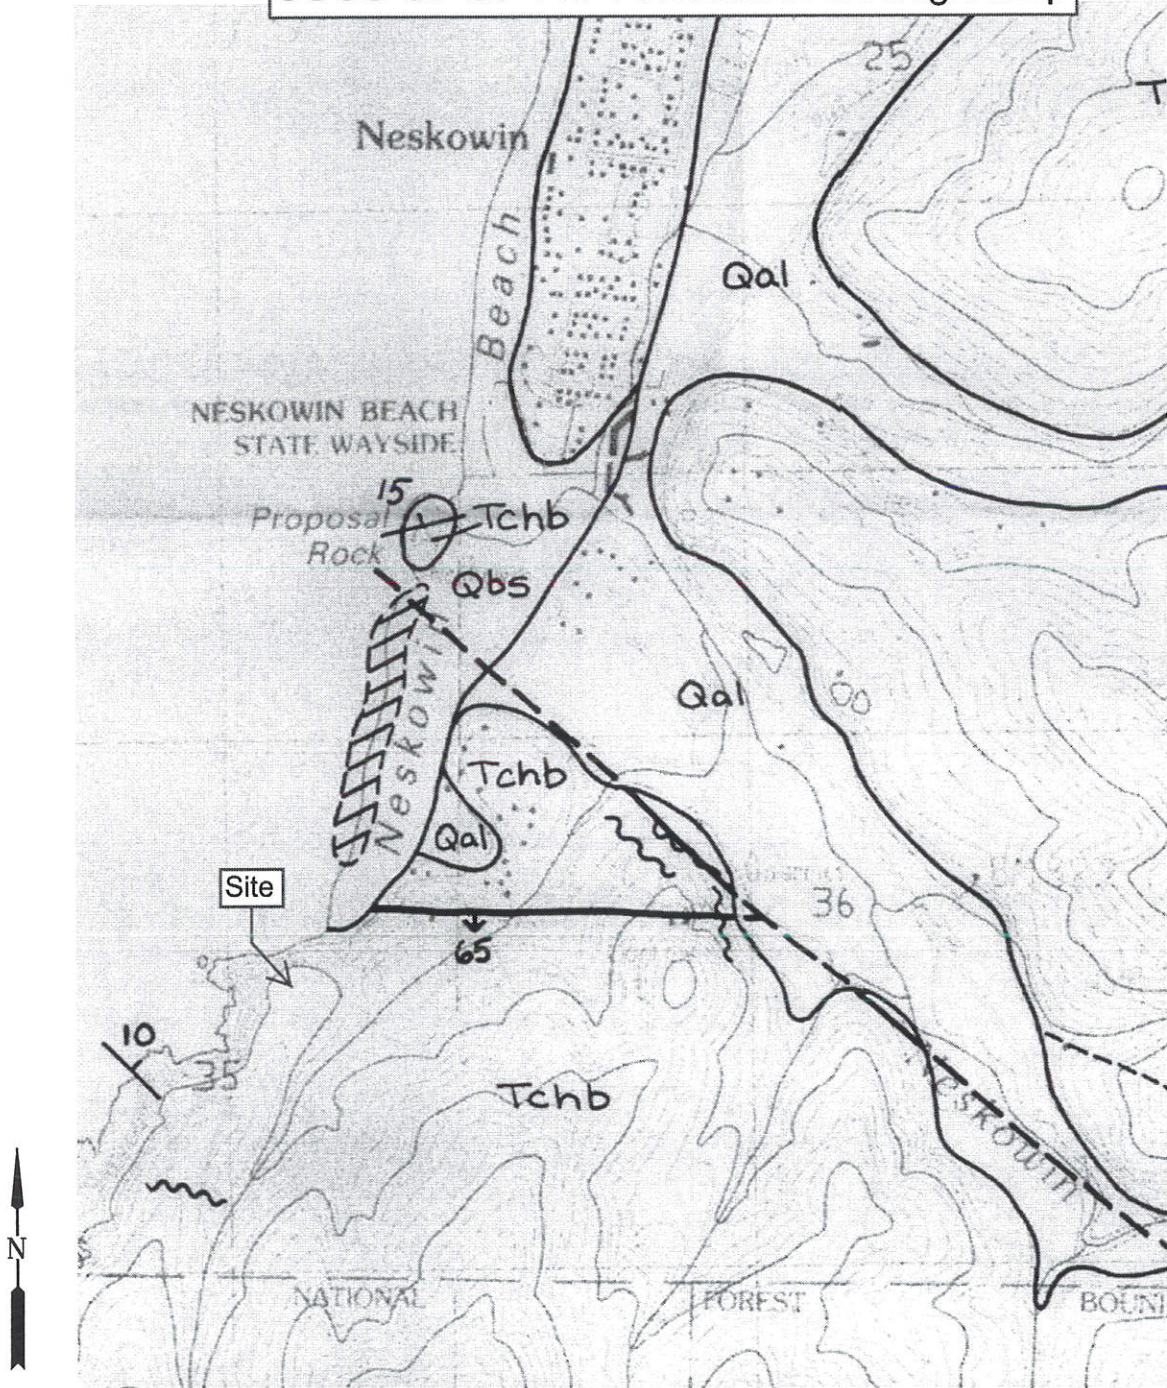 25
T
Neskowin
Beach
Qal
NESKOWIN BEACH
STATE WAYSIDE
15
Proposal
Rock
Tchb
Qbs
Neskowin
Qal
Tchb
Qal
Site
36
65
10
35
Tchb
Neskowin
N
NATIONAL FOREST BOUN